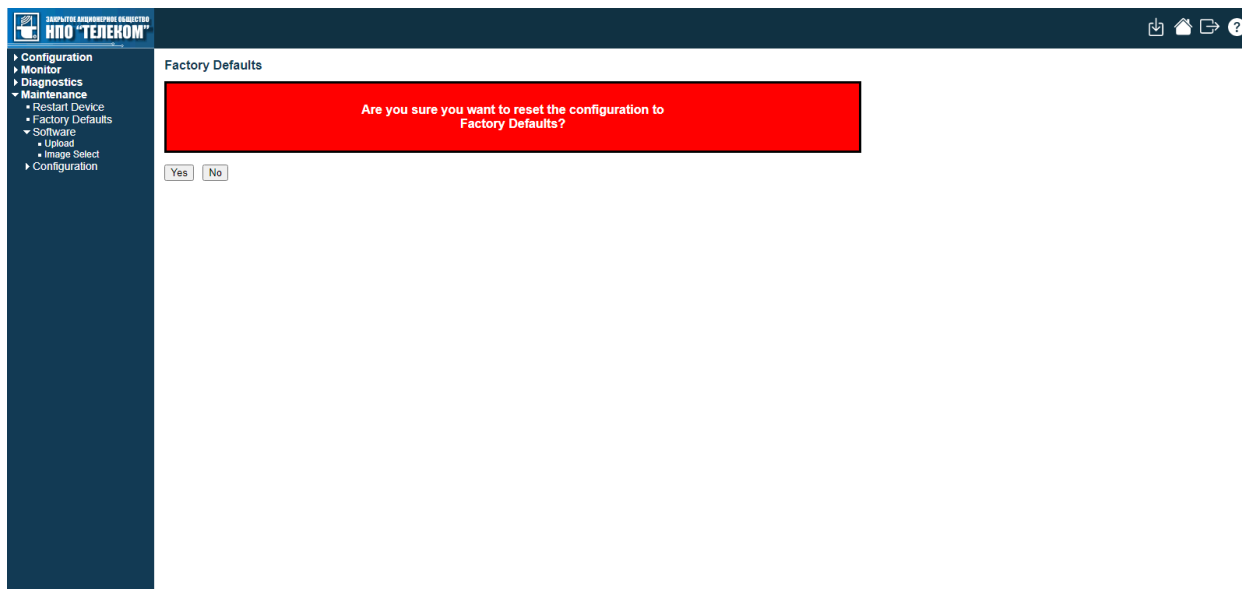 ЗАКРЫТОЕ АКЦИОНЕРНОЕ ОБЩЕСТВО
НПО "ТЕЛЕКОМ"
?
Configuration
Monitor
Diagnostics
Maintenance
Restart Device
Factory Defaults
Software
Upload
Image Select
Configuration
Factory Defaults
Are you sure you want to reset the configuration to
Factory Defaults?
Yes No